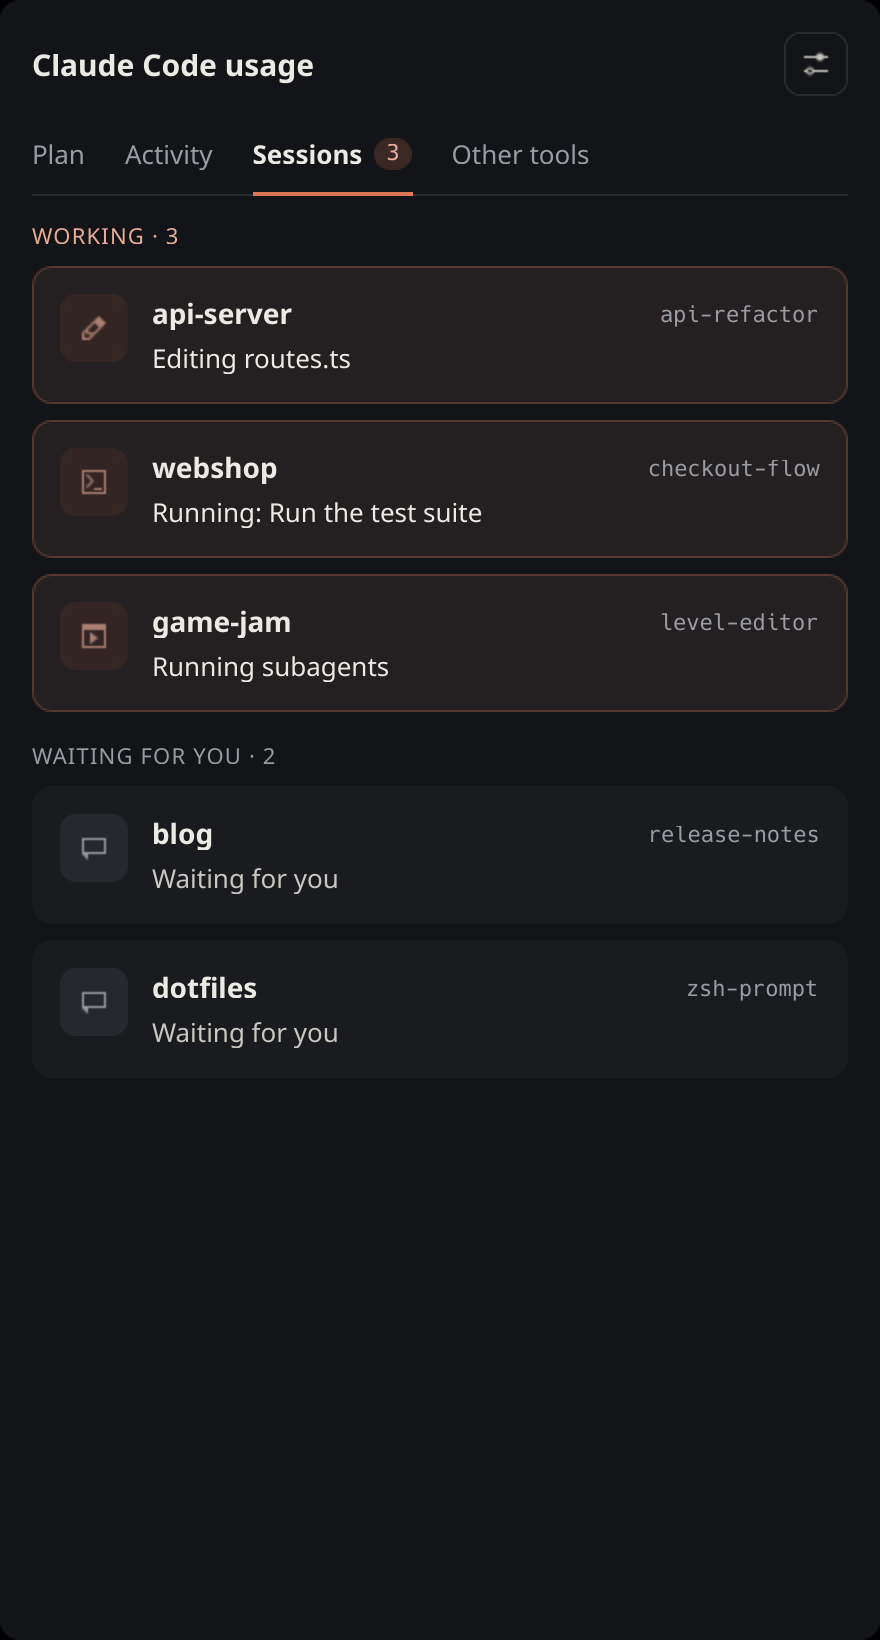 Claude Code usage
Plan Activity Sessions 3 Other tools
WORKING · 3
api-server api-refactor
Editing routes.ts
webshop checkout-flow
Running: Run the test suite
game-jam level-editor
Running subagents
WAITING FOR YOU · 2
blog release-notes
Waiting for you
dotfiles zsh-prompt
Waiting for you